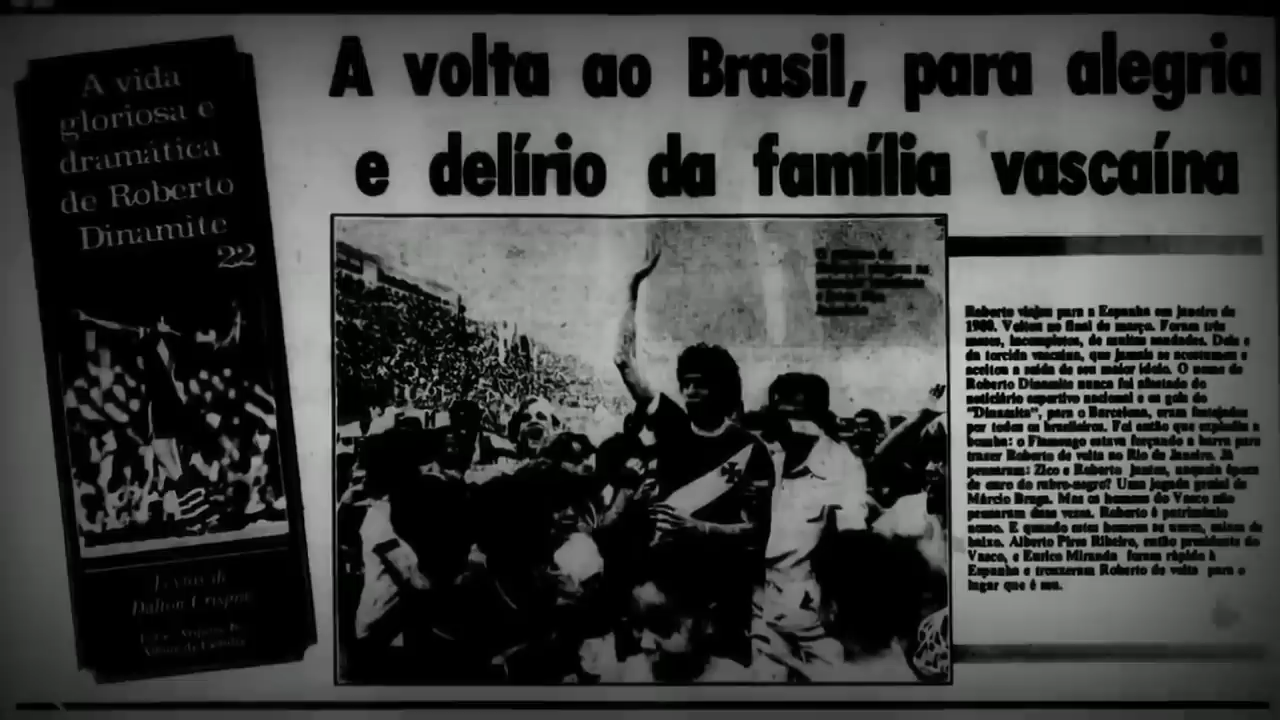 A vida
gloriosa e
dramática
de Roberto
Dinamite
22
Textos de
Dalton Crispim
A volta ao Brasil, para alegria
e delírio da família vascaína
Roberto viajou para a Espanha em janeiro de
1980. Voltou no final de março. Foram três
meses, incompletos, de muitas saudades. Dele e
da torcida vascaína, que jamais se acostumou e
aceitou a saída de seu maior ídolo. O nome de
Roberto Dinamite nunca foi afastado do
noticiário esportivo nacional e os gols do
"Dinamite", para o Barcelona, eram festejados
por todos os brasileiros. Foi então que explodiu a
bomba: o Flamengo estava forçando a barra para
trazer Roberto de volta ao Rio de Janeiro. Já
pensaram: Zico e Roberto juntos, naquela época
de ouro do rubro-negro? Uma jogada genial de
Márcio Braga. Mas os homens do Vasco não
pensaram duas vezes. Roberto é patrimônio
nosso. E quando estes homens se unem, saiam de
baixo. Alberto Pires Ribeiro, então presidente do
Vasco, e Eurico Miranda foram rápido à
Espanha e trouxeram Roberto de volta para o
lugar que é seu.